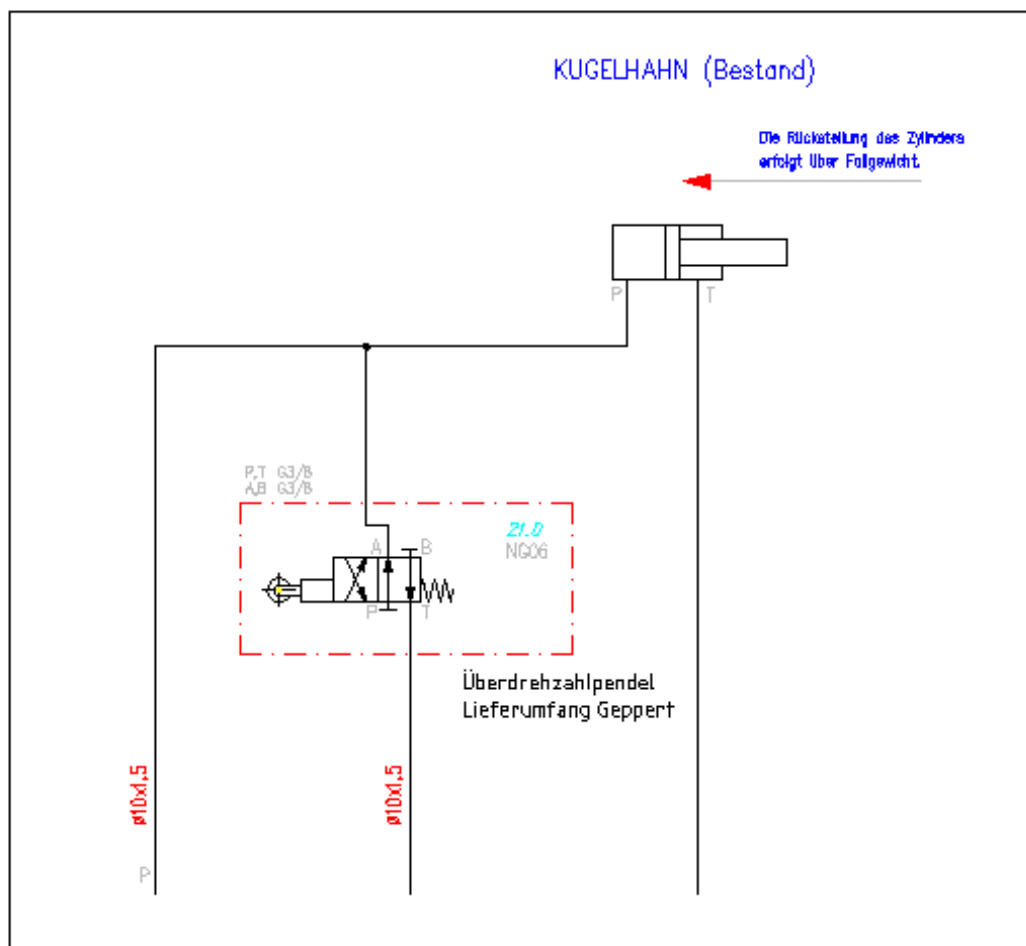 KUGELHAHN (Bestand)
Die Rückstellung des Zylinders
erfolgt über Fallgewicht.
P
T
P,T G3/8
A,B G3/8
21.0
NG06
A
B
P
T
Überdrehzahlpendel
Lieferumfang Geppert
ø10x1,5
ø10x1,5
P